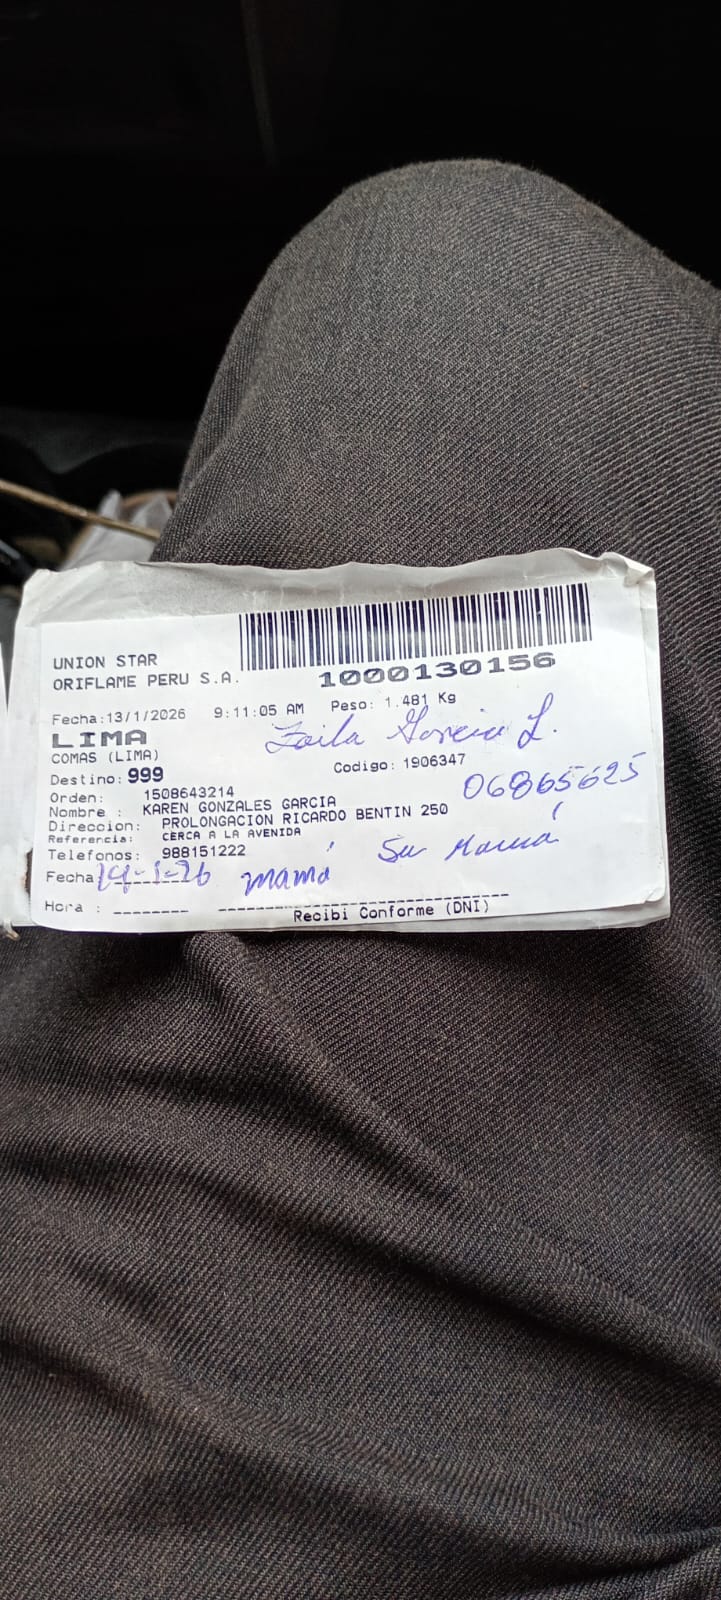 UNION STAR
ORIFLAME PERU S.A.
1000130156
Fecha:13/1/2026 9:11:05 AM Peso: 1.481 Kg
LIMA
COMAS (LIMA)
Zoila Garcia L.
Destino: 999 Codigo: 1906347
Orden: 1508643214
06865625
Nombre : KAREN GONZALES GARCIA
Direccion: PROLONGACION RICARDO BENTIN 250
Referencia: CERCA A LA AVENIDA
Telefonos: 988151222
Su Mamá
Fecha 14-1-26 mamá
Hora : ________ ________________________________
Recibi Conforme (DNI)